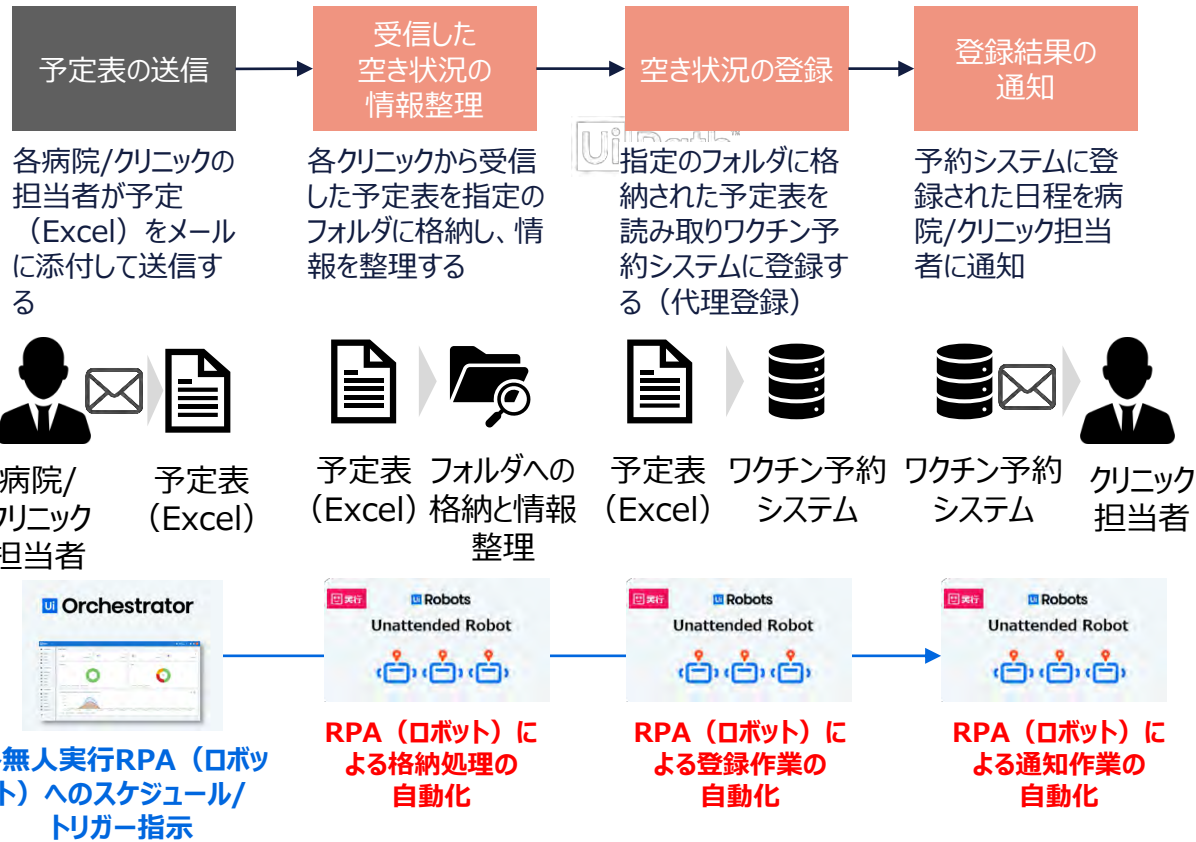 予定表の送信
受信した
空き状況の
情報整理
空き状況の登録
登録結果の
通知
各病院/クリニックの
担当者が予定
（Excel）をメール
に添付して送信す
る
各クリニックから受信
した予定表を指定の
フォルダに格納し、情
報を整理する
UiPath™
指定のフォルダに格
納された予定表を
読み取りワクチン予
約システムに登録す
る（代理登録）
予約システムに登
録された日程を病
院/クリニック担当
者に通知
病院/
クリニック
担当者
予定表
（Excel）
予定表
（Excel）
フォルダへの
格納と情報
整理
予定表
（Excel）
ワクチン予約
システム
ワクチン予約
システム
クリニック
担当者
Ui Orchestrator
実行
Ui Robots
Unattended Robot
実行
Ui Robots
Unattended Robot
実行
Ui Robots
Unattended Robot
無人実行RPA（ロボッ
ト）へのスケジュール/
トリガー指示
RPA（ロボット）に
よる格納処理の
自動化
RPA（ロボット）に
よる登録作業の
自動化
RPA（ロボット）に
よる通知作業の
自動化